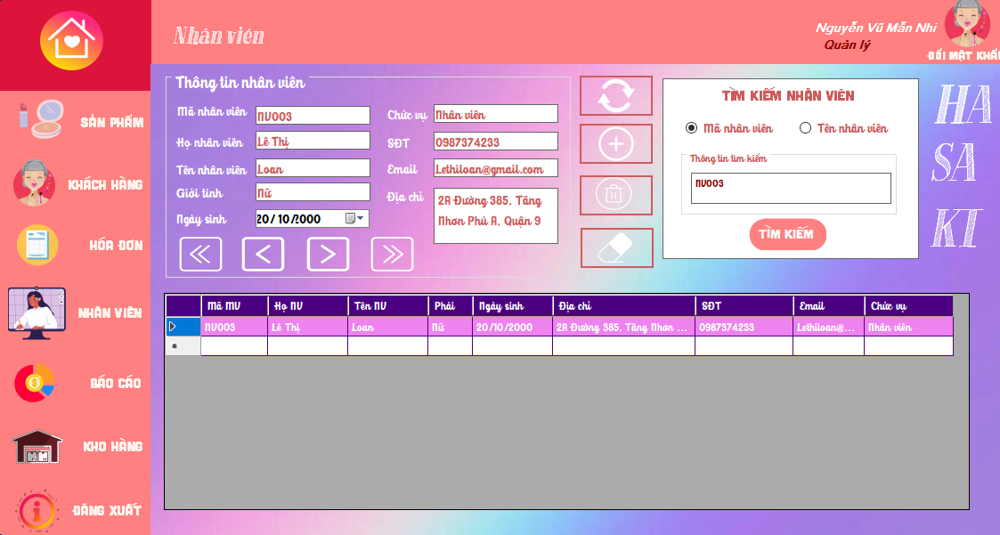 Nhân viên
Nguyễn Vũ Mẫn Nhi
Quản lý
ĐỔI MẬT KHẨ
SẢN PHẨM
KHÁCH HÀNG
HÓA ĐƠN
NHÂN VIÊN
BÁO CÁO
KHO HÀNG
ĐĂNG XUẤT
Thông tin nhân viên
Mã nhân viên NV003
Họ nhân viên Lê Thị
Tên nhân viên Loan
Giới tính Nữ
Ngày sinh 20/10/2000
Chức vụ Nhân viên
SĐT 0987374233
Email Lethiloan@gmail.com
Địa chỉ 2A Đường 385, Tăng
Nhơn Phú A, Quận 9
TÌM KIẾM NHÂN VIÊN
Mã nhân viên Tên nhân viên
Thông tin tìm kiếm
NV003
TÌM KIẾM
HA
SA
KI
Mã MV Họ NV Tên NV Phái Ngày sinh Địa chỉ SĐT Email Chức vụ
NV003 Lê Thị Loan Nữ 20/10/2000 2A Đường 385, Tăng Nhơn ... 0987374233 Lethiloan@... Nhân viên